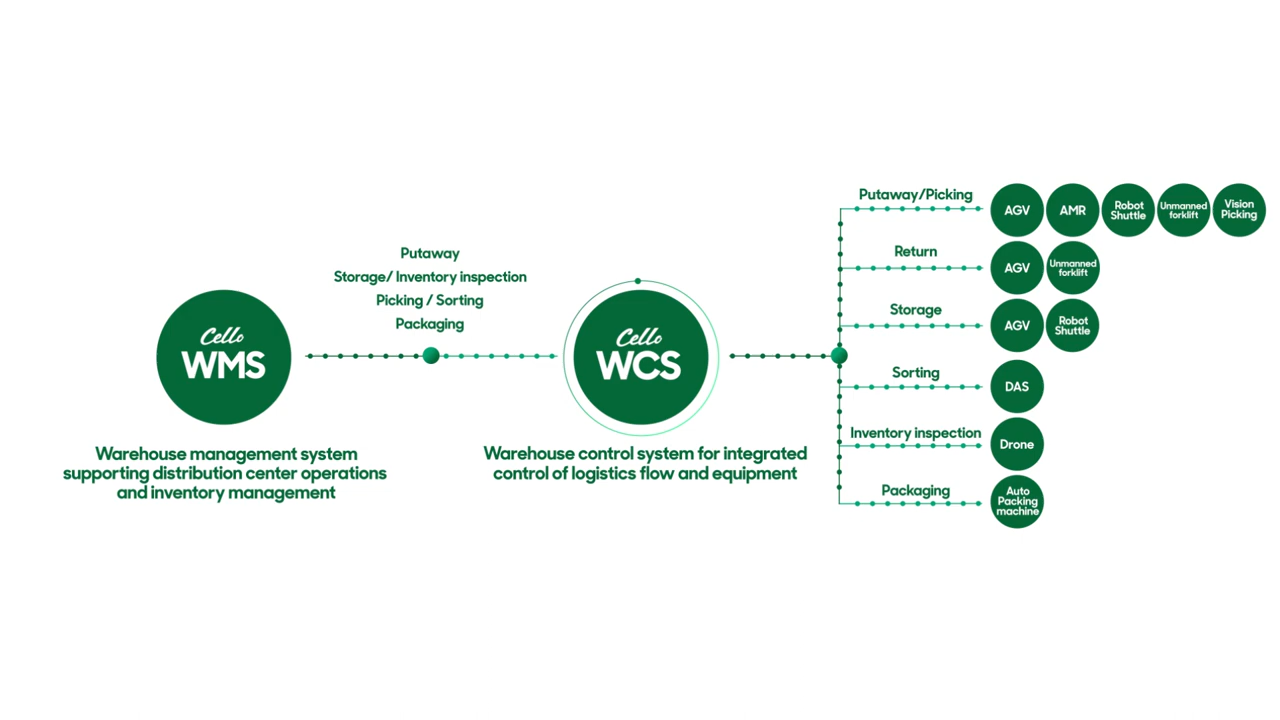 Cello
WMS
Warehouse management system
supporting distribution center operations
and inventory management
Putaway
Storage/ Inventory inspection
Picking / Sorting
Packaging
Cello
WCS
Warehouse control system for integrated
control of logistics flow and equipment
Putaway/Picking
AGV
AMR
Robot
Shuttle
Unmanned
forklift
Vision
Picking
Return
AGV
Unmanned
forklift
Storage
AGV
Robot
Shuttle
Sorting
DAS
Inventory inspection
Drone
Packaging
Auto
Packing
machine